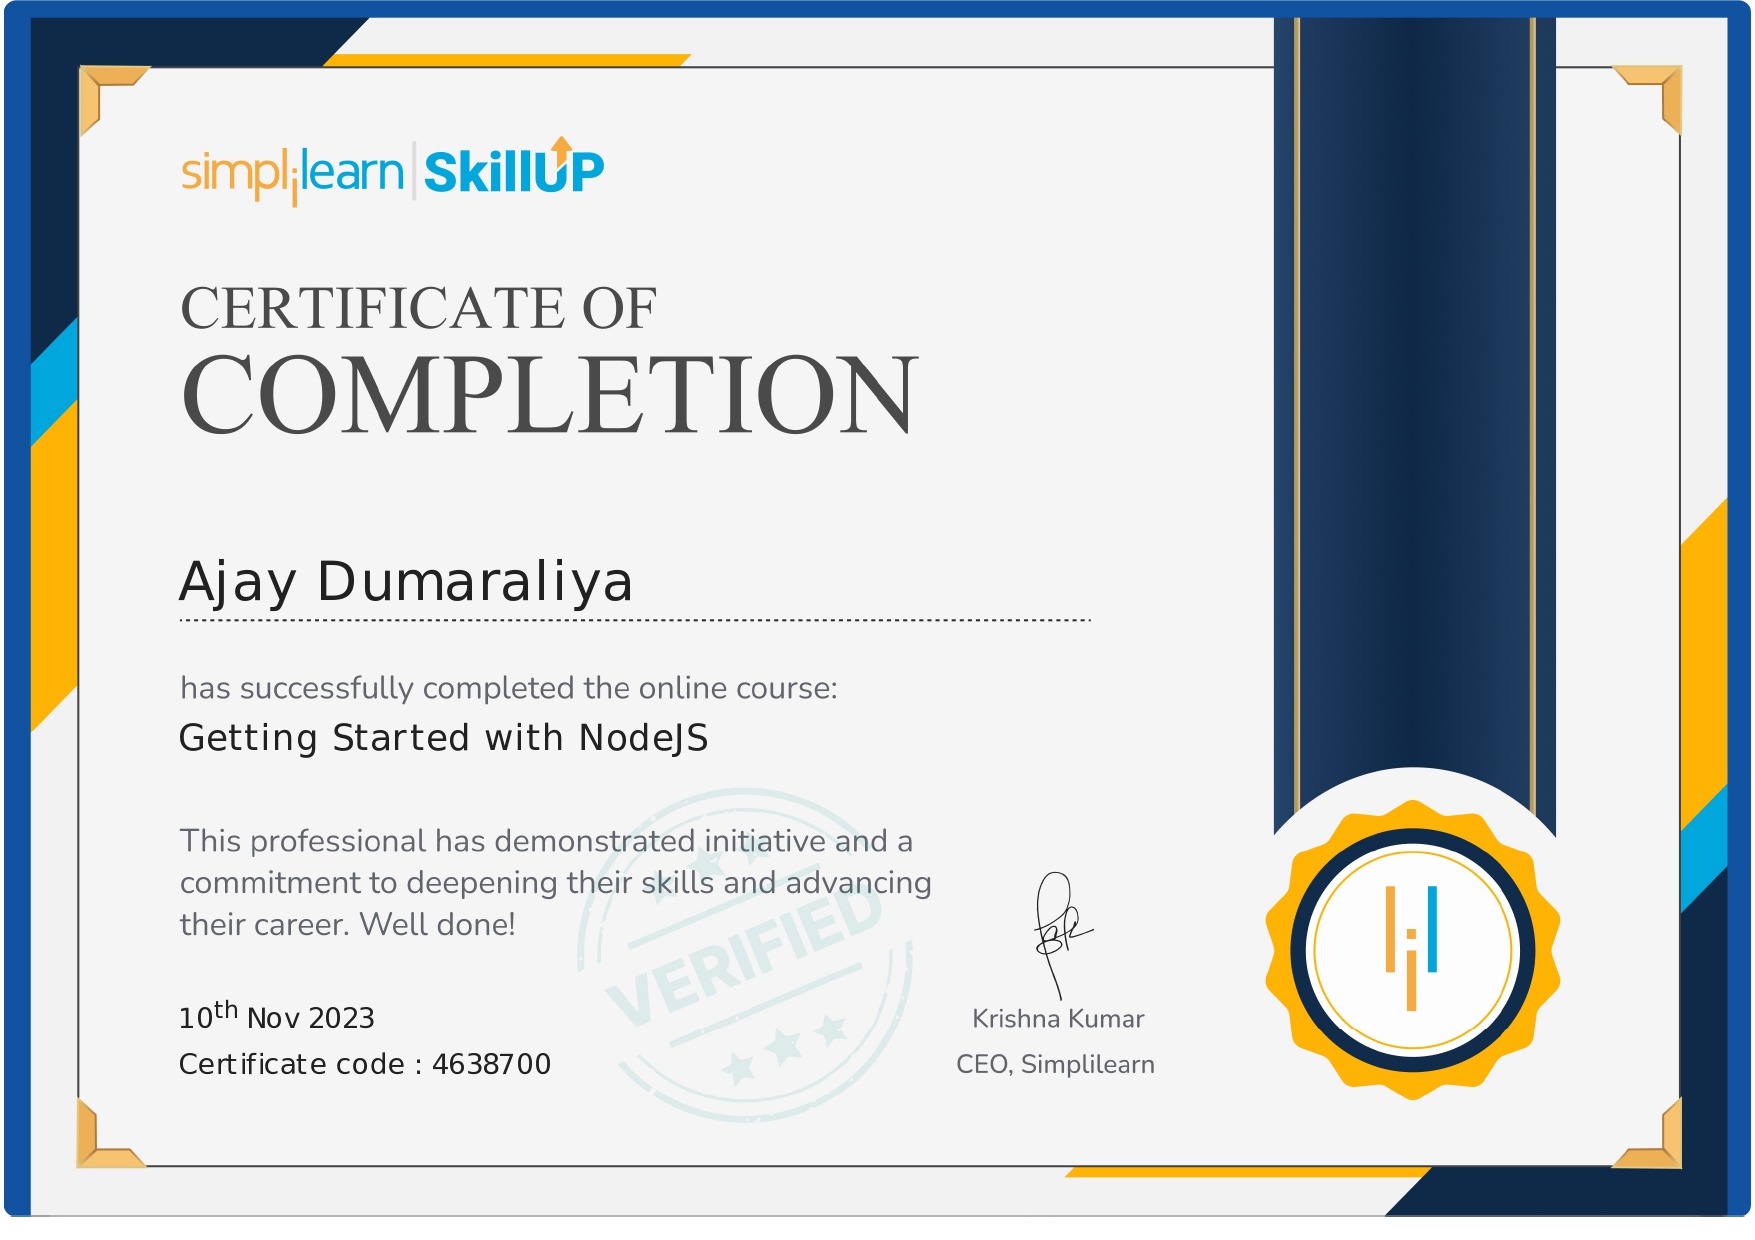 simplilearn | SkillUP
CERTIFICATE OF
COMPLETION
Ajay Dumaraliya
has successfully completed the online course:
Getting Started with NodeJS
This professional has demonstrated initiative and a
commitment to deepening their skills and advancing
their career. Well done!
VERIFIED
10th Nov 2023
Certificate code : 4638700
Krishna Kumar
CEO, Simplilearn